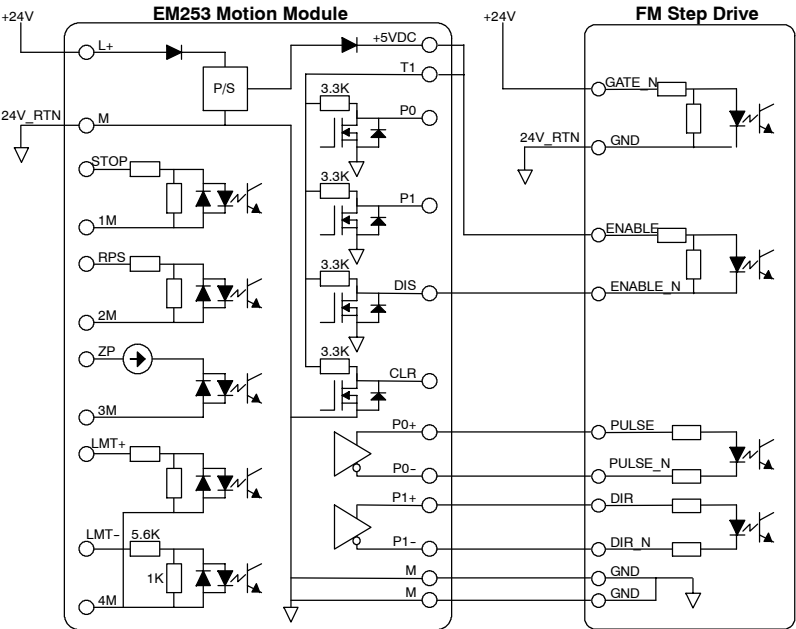 EM253 Motion Module
FM Step Drive
+24V
L+
P/S
24V_RTN
M
STOP
1M
RPS
2M
ZP
3M
LMT+
LMT- 5.6K
1K
4M
+5VDC
T1
3.3K
P0
3.3K
P1
3.3K
DIS
3.3K
CLR
P0+
P0-
P1+
P1-
M
M
+24V
GATE_N
24V_RTN
GND
ENABLE
ENABLE_N
PULSE
PULSE_N
DIR
DIR_N
GND
GND